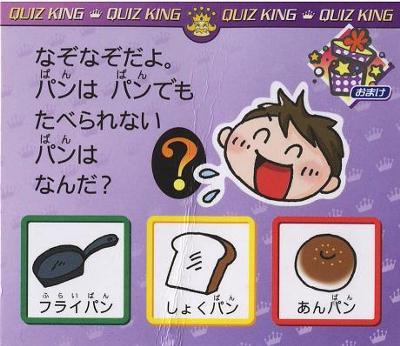 QUIZ KING QUIZ KING QUIZ KING QUIZ KING
おまけ
なぞなぞだよ。
ぱん ぱん
パンは パンでも
たべられない
ぱん
パンは
なんだ？
?
ふらいぱん
フライパン
ぱん
しょくパン
ぱん
あんパン